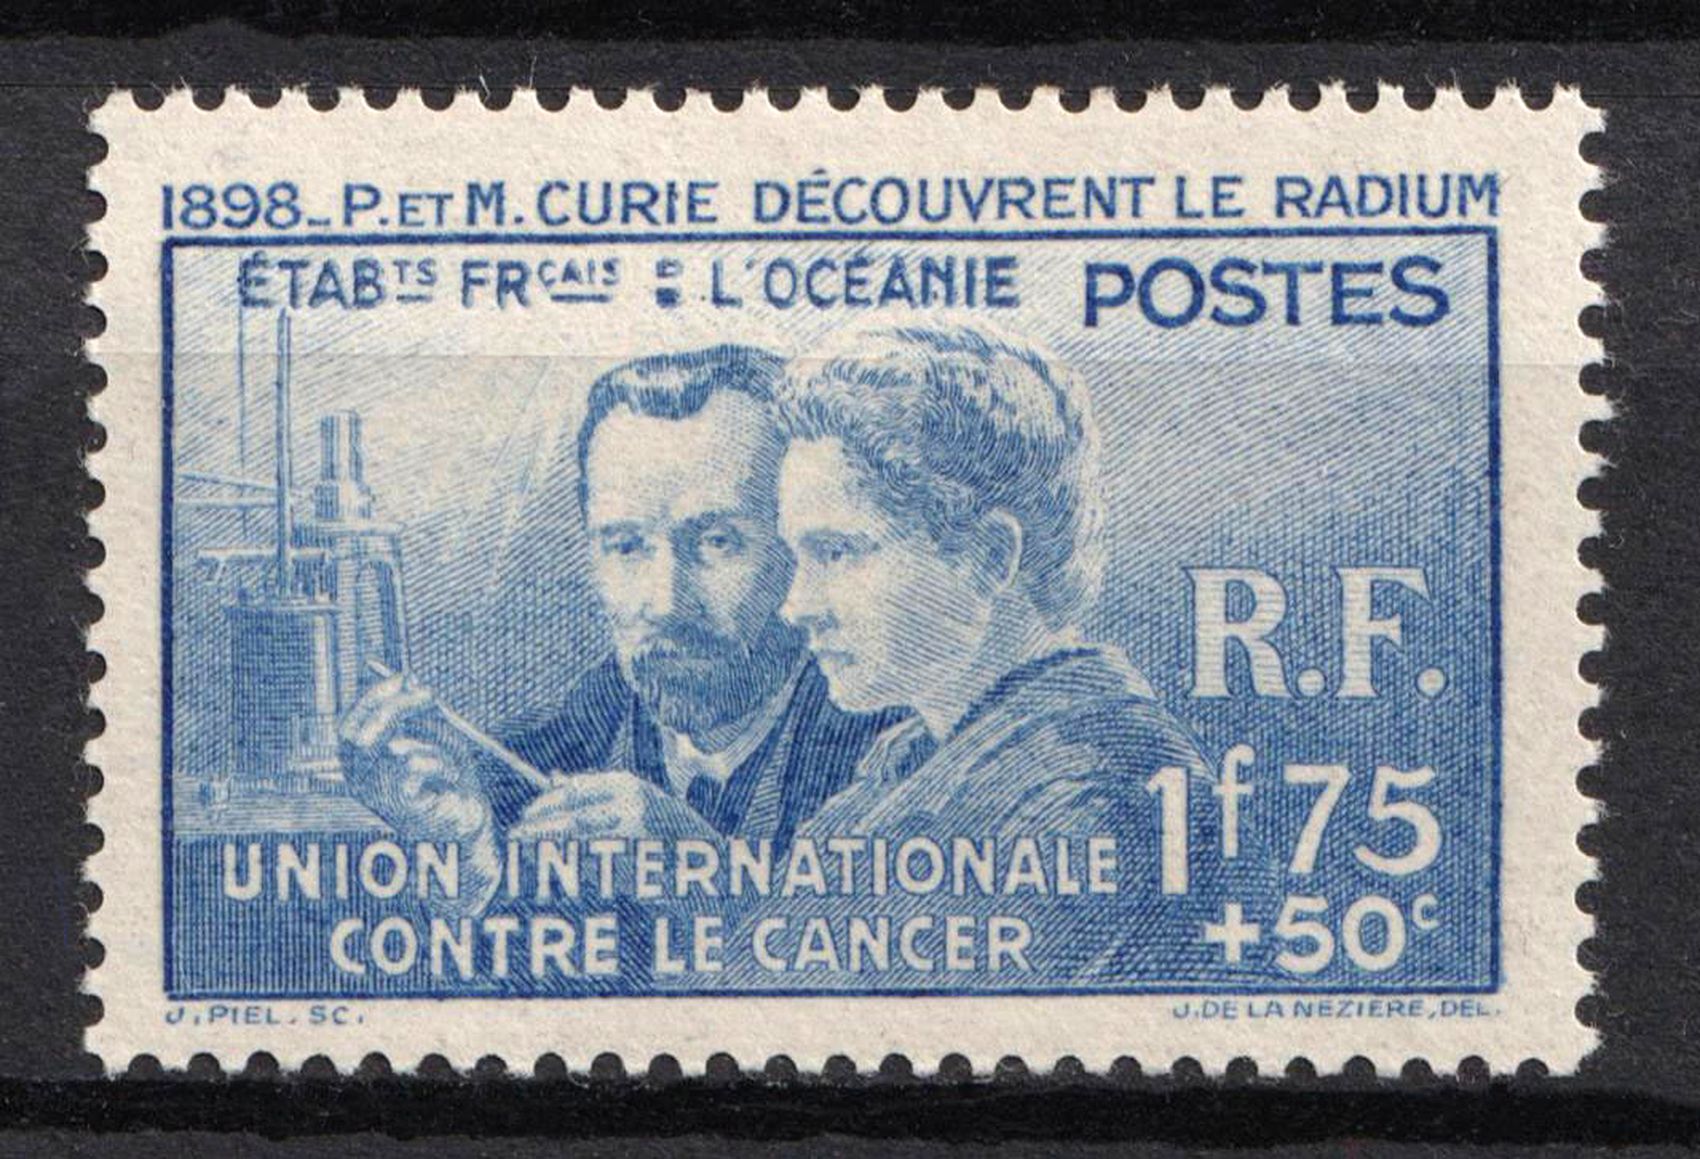 1898_P. ET M. CURIE DÉCOUVRENT LE RADIUM
ÉTABTS FRÇAIS DE L'OCÉANIE POSTES
R.F.
1f75
+50c
UNION INTERNATIONALE
CONTRE LE CANCER
J. PIEL. SC. J. DE LA NEZIERE, DEL.